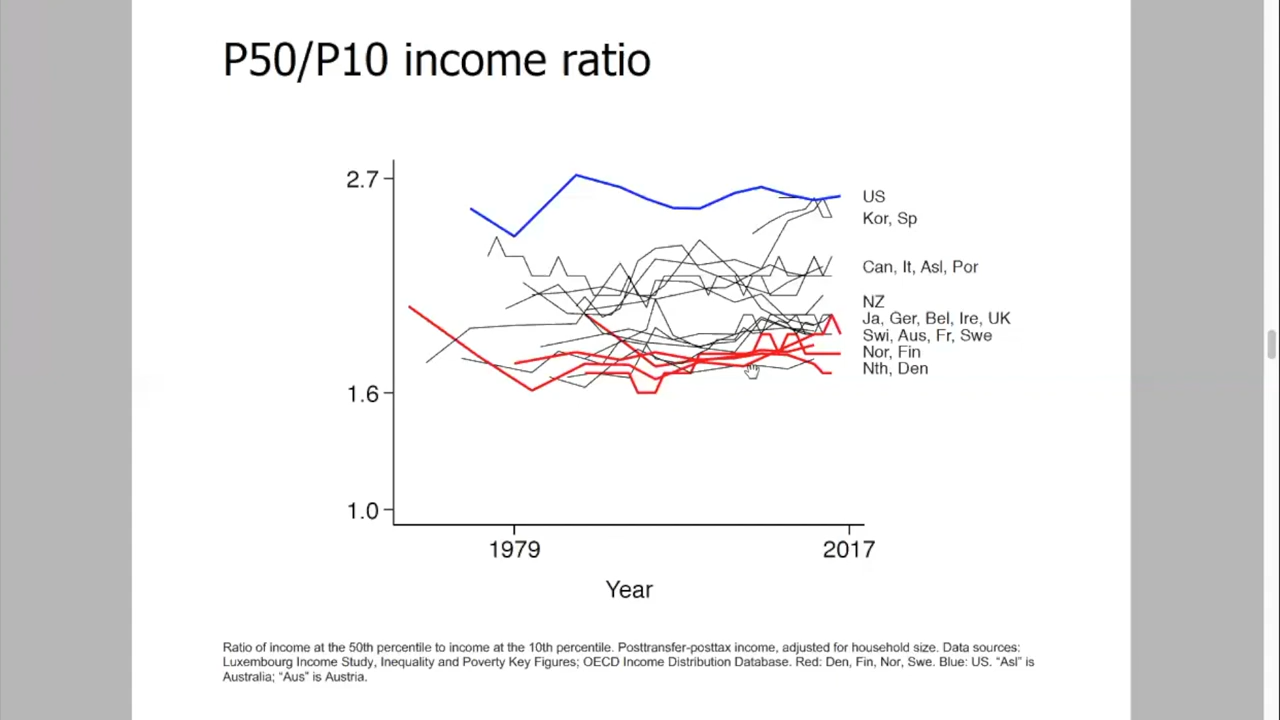 P50/P10 income ratio
2.7
US
Kor, Sp
Can, It, Asl, Por
NZ
Ja, Ger, Bel, Ire, UK
Swi, Aus, Fr, Swe
Nor, Fin
Nth, Den
1.6
1.0
1979
2017
Year
Ratio of income at the 50th percentile to income at the 10th percentile. Posttransfer-posttax income, adjusted for household size. Data sources:
Luxembourg Income Study, Inequality and Poverty Key Figures; OECD Income Distribution Database. Red: Den, Fin, Nor, Swe. Blue: US. “Asl” is
Australia; “Aus” is Austria.